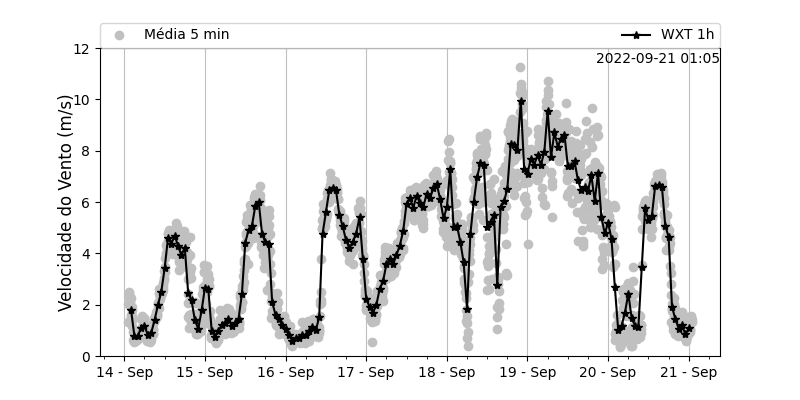 Média 5 min
WXT 1h
2022-09-21 01:05
Velocidade do Vento (m/s)
12
10
8
6
4
2
0
14 - Sep
15 - Sep
16 - Sep
17 - Sep
18 - Sep
19 - Sep
20 - Sep
21 - Sep